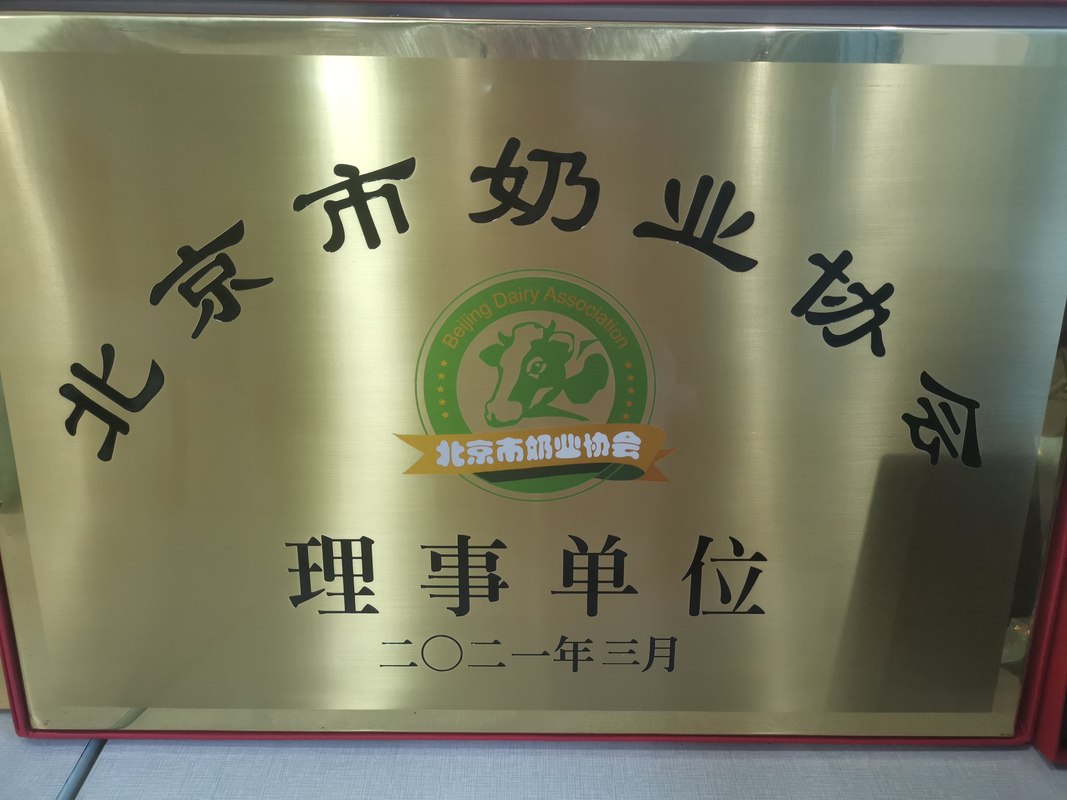 北京市奶业协会
Beijing Dairy Association
北京市奶业协会
理事单位
二〇二一年三月